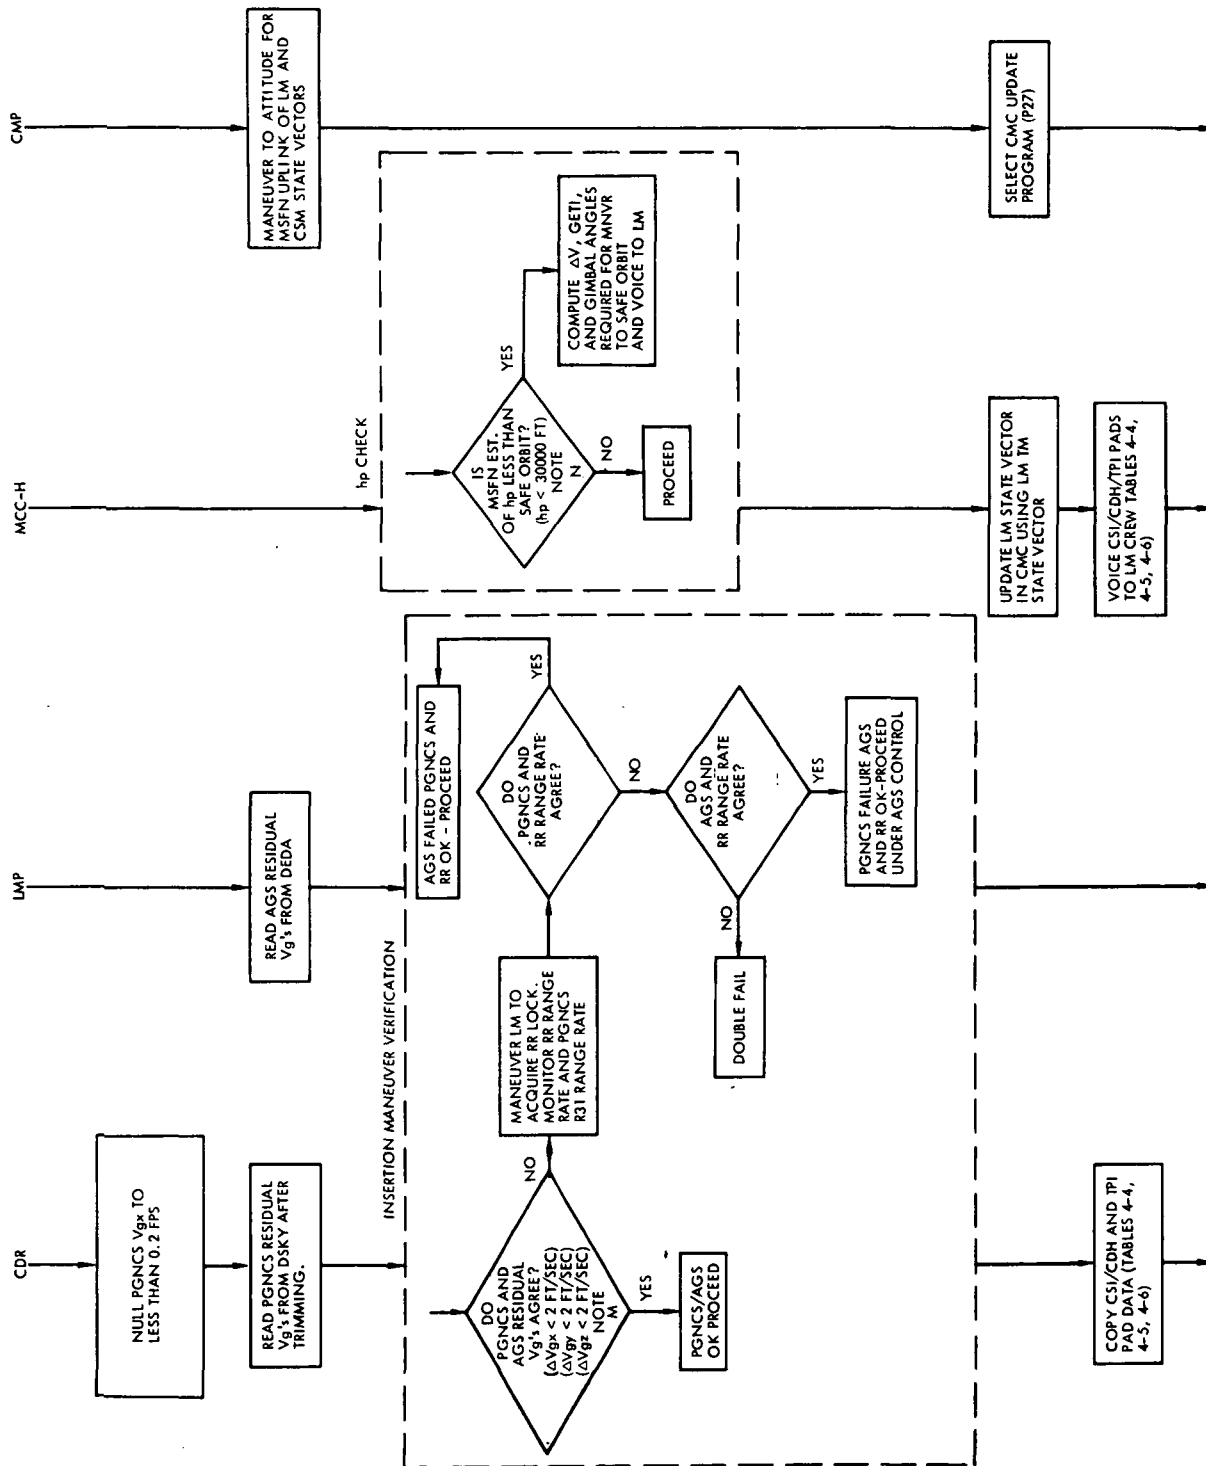 CDR
NULL PGNCS Vgx TO
LESS THAN 0.2 FPS
READ PGNCS RESIDUAL
Vg's FROM DSKY AFTER
TRIMMING.
LMP
READ AGS RESIDUAL
Vg's FROM DEDA
INSERTION MANEUVER VERIFICATION
DO
PGNCS AND
AGS RESIDUAL
Vg's AGREE?
(ΔVgx < 2 FT/SEC)
(ΔVgy < 2 FT/SEC)
(ΔVgz < 2 FT/SEC)
NOTE
M
NO
YES
PGNCS/AGS
OK PROCEED
MANEUVER LM TO
ACQUIRE RR LOCK.
MONITOR RR RANGE
RATE AND PGNCS
R31 RANGE RATE
DO
PGNCS AND
RR RANGE RATE
AGREE?
YES
AGS FAILED PGNCS AND
RR OK - PROCEED
NO
DO
AGS AND
RR RANGE RATE
AGREE?
NO
DOUBLE FAIL
YES
PGNCS FAILURE AGS
AND RR OK-PROCEED
UNDER AGS CONTROL
COPY CSI/CDH AND TPI
PAD DATA (TABLES 4-4,
4-5, 4-6)
MCC-H
hp CHECK
IS
MSFN EST.
OF hp LESS THAN
SAFE ORBIT?
(hp < 30000 FT)
NOTE
N
YES
COMPUTE ΔV, GETI,
AND GIMBAL ANGLES
REQUIRED FOR MNVR
TO SAFE ORBIT
AND VOICE TO LM
NO
PROCEED
UPDATE LM STATE VECTOR
IN CMC USING LM TM
STATE VECTOR
VOICE CSI/CDH/TPI PADS
TO LM CREW TABLES 4-4,
4-5, 4-6)
CMP
MANEUVER TO ATTITUDE FOR
MSFN UPLINK OF LM AND
CSM STATE VECTORS
SELECT CMC UPDATE
PROGRAM (P27)